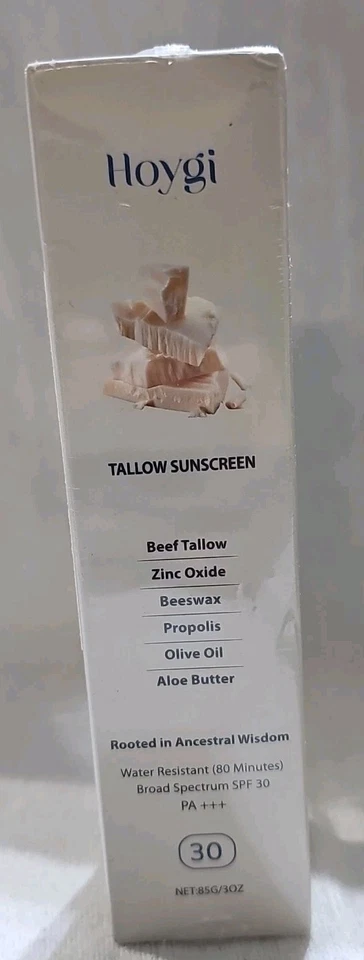 Hoygi
TALLOW SUNSCREEN
Beef Tallow
Zinc Oxide
Beeswax
Propolis
Olive Oil
Aloe Butter
Rooted in Ancestral Wisdom
Water Resistant (80 Minutes)
Broad Spectrum SPF 30
PA +++
30
NET:85G/3OZ